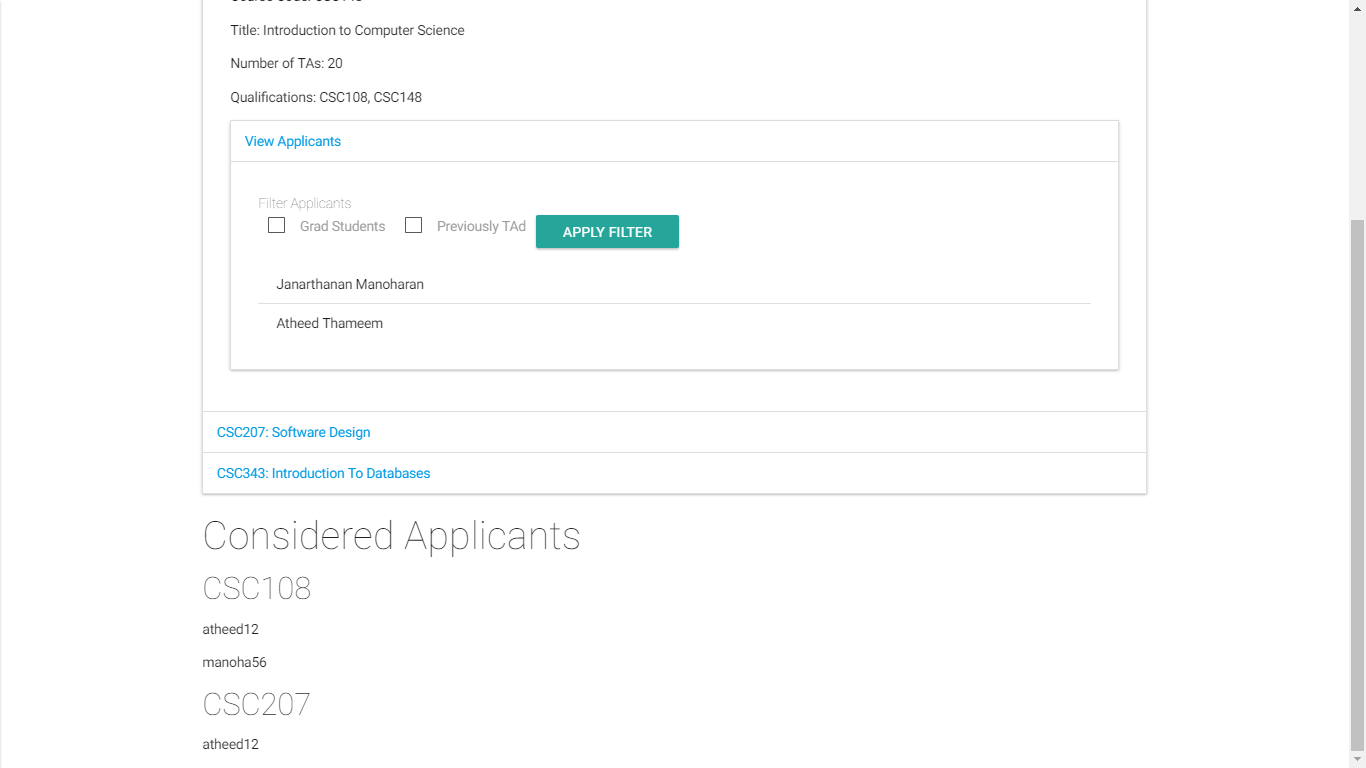 Title: Introduction to Computer Science
Number of TAs: 20
Qualifications: CSC108, CSC148
View Applicants
Filter Applicants
Grad Students Previously TAd APPLY FILTER
Janarthanan Manoharan
Atheed Thameem
CSC207: Software Design
CSC343: Introduction To Databases
Considered Applicants
CSC108
atheed12
manoha56
CSC207
atheed12